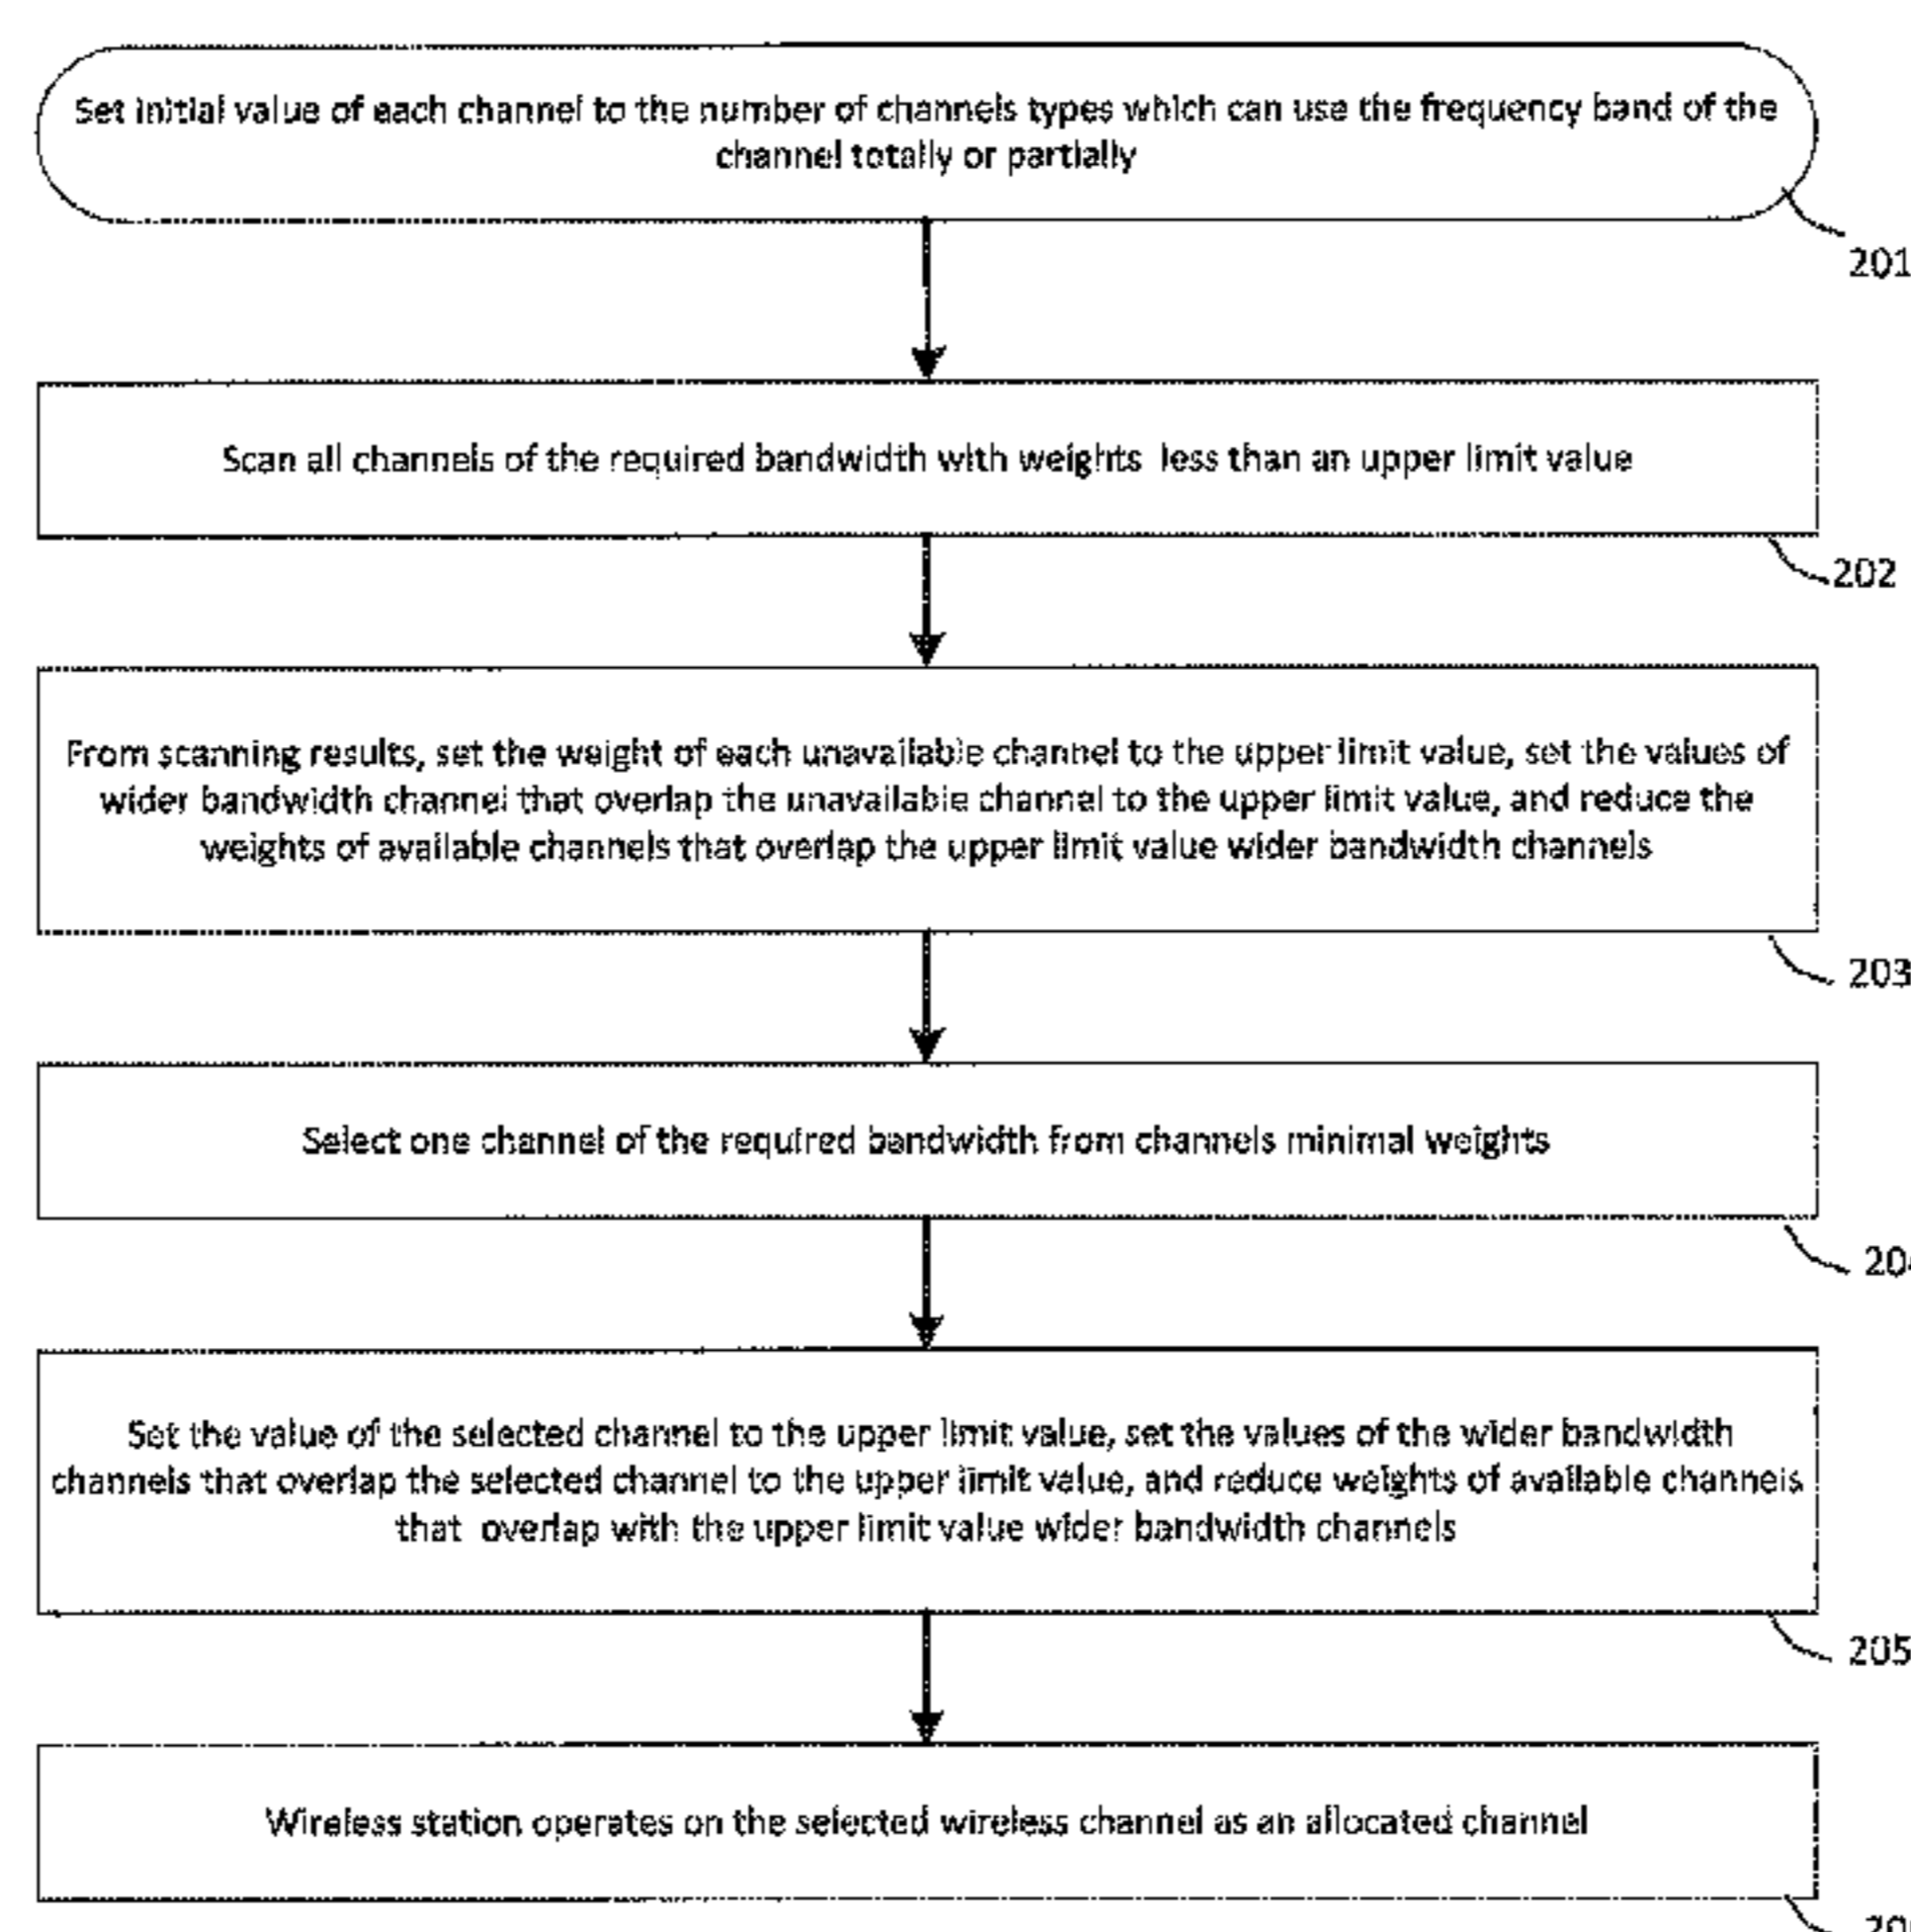 Set initial value of each channel to the number of channels types which can use the frequency band of the
channel totally or partially
201
Scan all channels of the required bandwidth with weights less than an upper limit value
202
From scanning results, set the weight of each unavailable channel to the upper limit value, set the values of
wider bandwidth channel that overlap the unavailable channel to the upper limit value, and reduce the
weights of available channels that overlap the upper limit value wider bandwidth channels
203
Select one channel of the required bandwidth from channels minimal weights
Set the value of the selected channel to the upper limit value, set the values of the wider bandwidth
channels that overlap the selected channel to the upper limit value, and reduce weights of available channels
that overlap with the upper limit value wider bandwidth channels
205
Wireless station operates on the selected wireless channel as an allocated channel